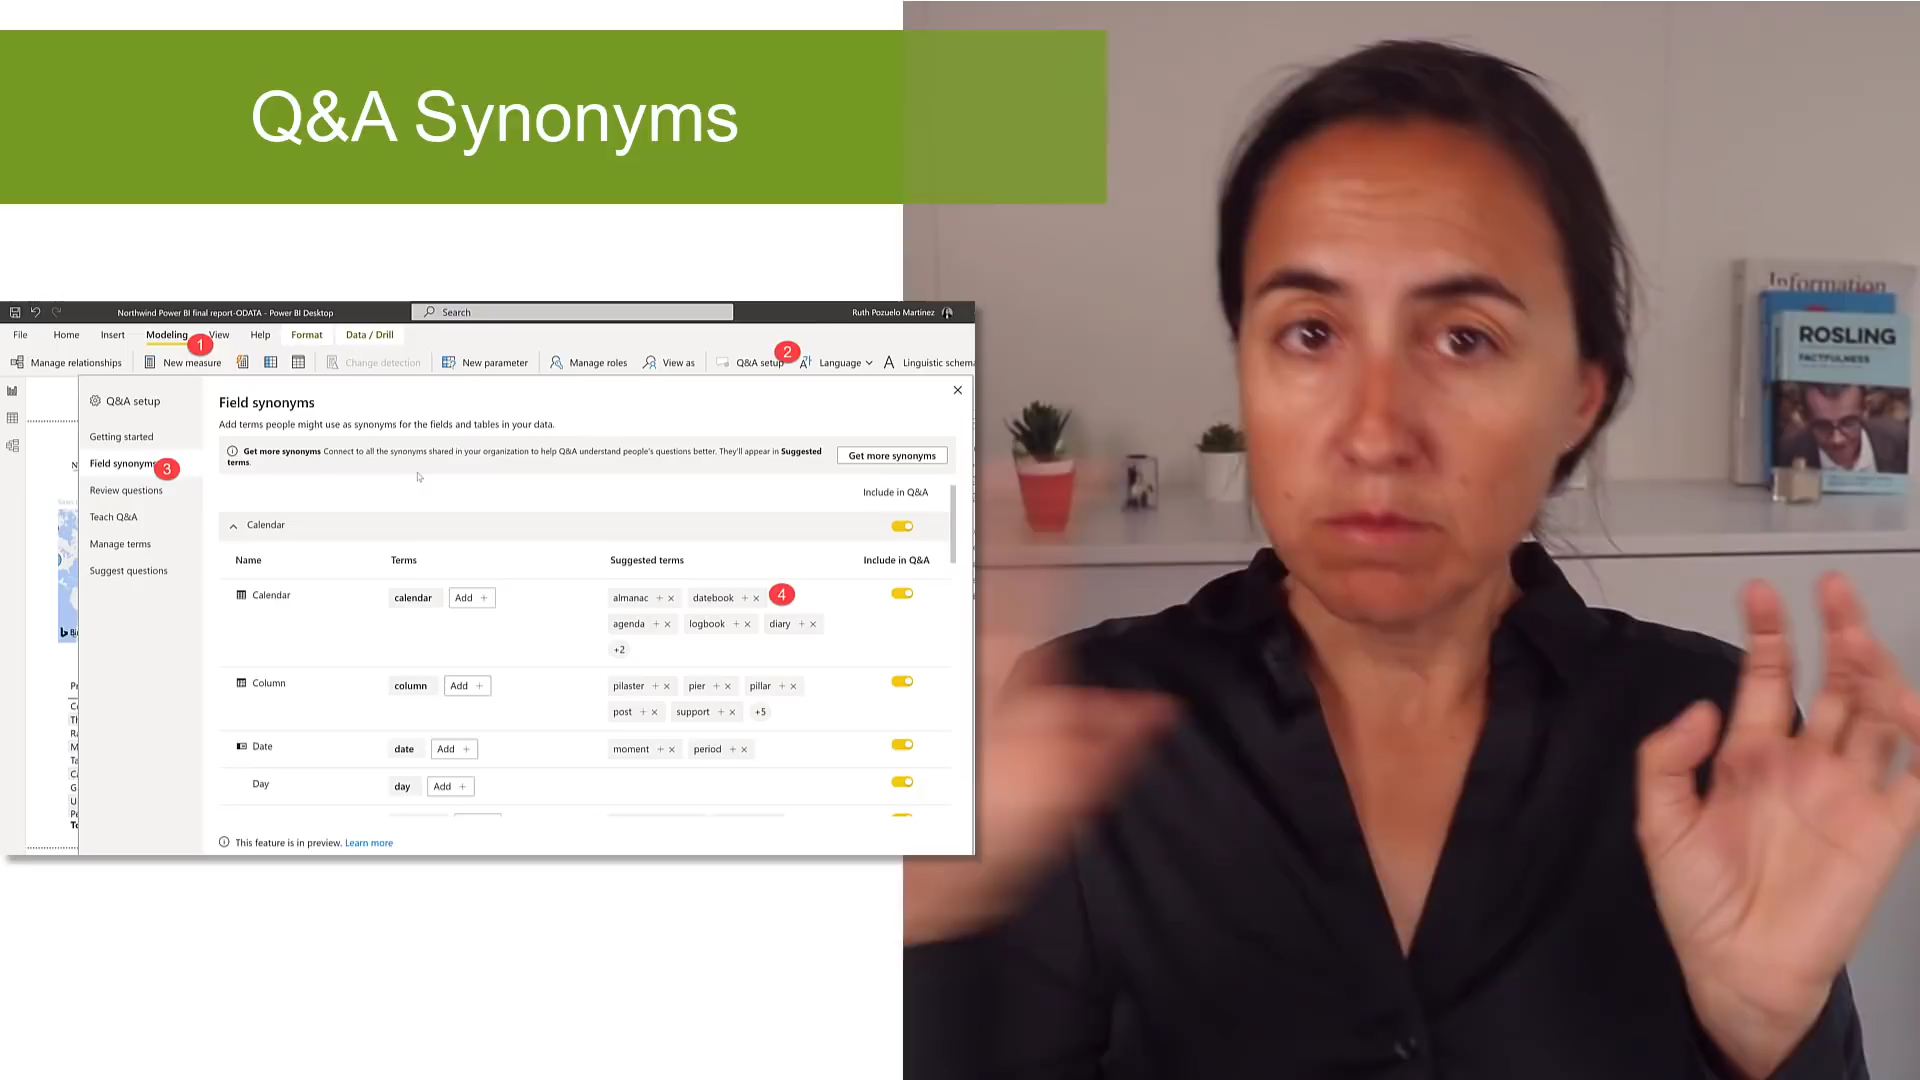 Q&A Synonyms
Northwind Power BI final report-ODATA - Power BI Desktop
Search
Ruth Pozuelo Martinez
File Home Insert Modeling View Help Format Data / Drill
1
Manage relationships New measure Change detection New parameter Manage roles View as Q&A setup 2 Language Linguistic schema
Q&A setup
Getting started
Field synonyms 3
Review questions
Teach Q&A
Manage terms
Suggest questions
Field synonyms
Add terms people might use as synonyms for the fields and tables in your data.
Get more synonyms Connect to all the synonyms shared in your organization to help Q&A understand people's questions better. They'll appear in Suggested
terms.
Get more synonyms
Include in Q&A
Calendar
Name Terms Suggested terms Include in Q&A
Calendar calendar Add + almanac + × datebook + × 4
agenda + × logbook + × diary + ×
+2
Column column Add + pilaster + × pier + × pillar + ×
post + × support + × +5
Date date Add + moment + × period + ×
Day day Add +
This feature is in preview. Learn more
Information
ROSLING
FACTFULNESS